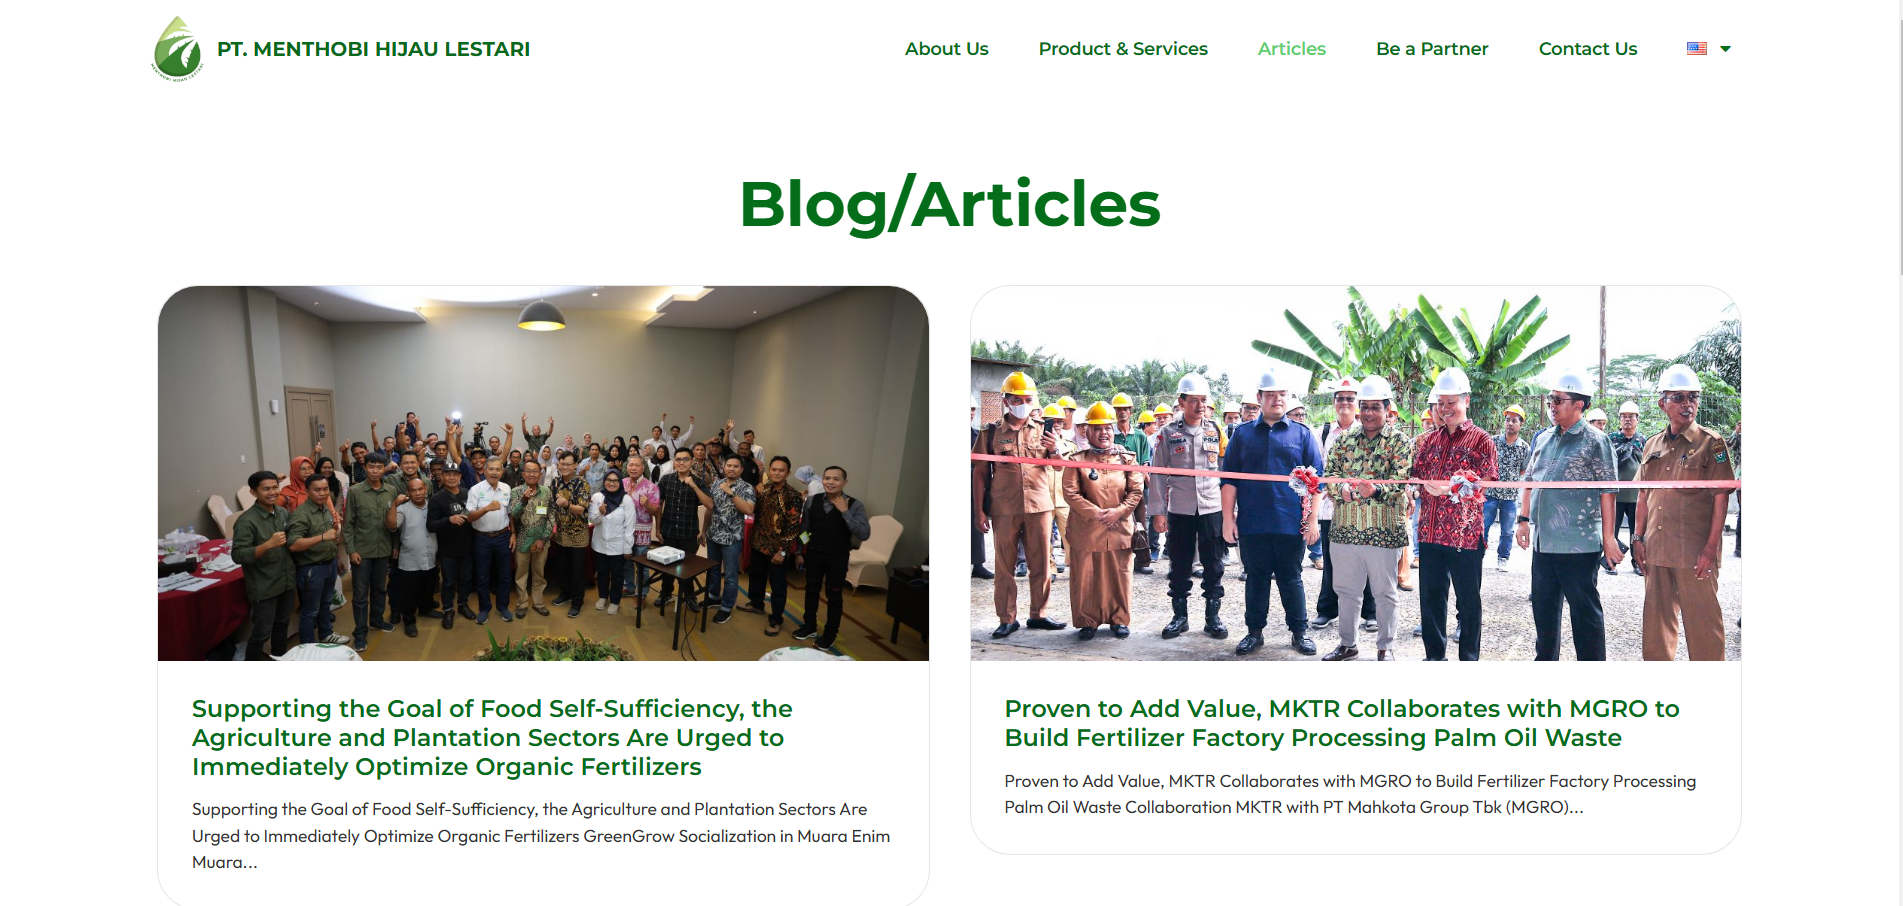 PT. MENTHOBI HIJAU LESTARI
About Us
Product & Services
Articles
Be a Partner
Contact Us
Blog/Articles
Supporting the Goal of Food Self-Sufficiency, the
Agriculture and Plantation Sectors Are Urged to
Immediately Optimize Organic Fertilizers
Supporting the Goal of Food Self-Sufficiency, the Agriculture and Plantation Sectors Are
Urged to Immediately Optimize Organic Fertilizers GreenGrow Socialization in Muara Enim
Muara...
Proven to Add Value, MKTR Collaborates with MGRO to
Build Fertilizer Factory Processing Palm Oil Waste
Proven to Add Value, MKTR Collaborates with MGRO to Build Fertilizer Factory Processing
Palm Oil Waste Collaboration MKTR with PT Mahkota Group Tbk (MGRO)...